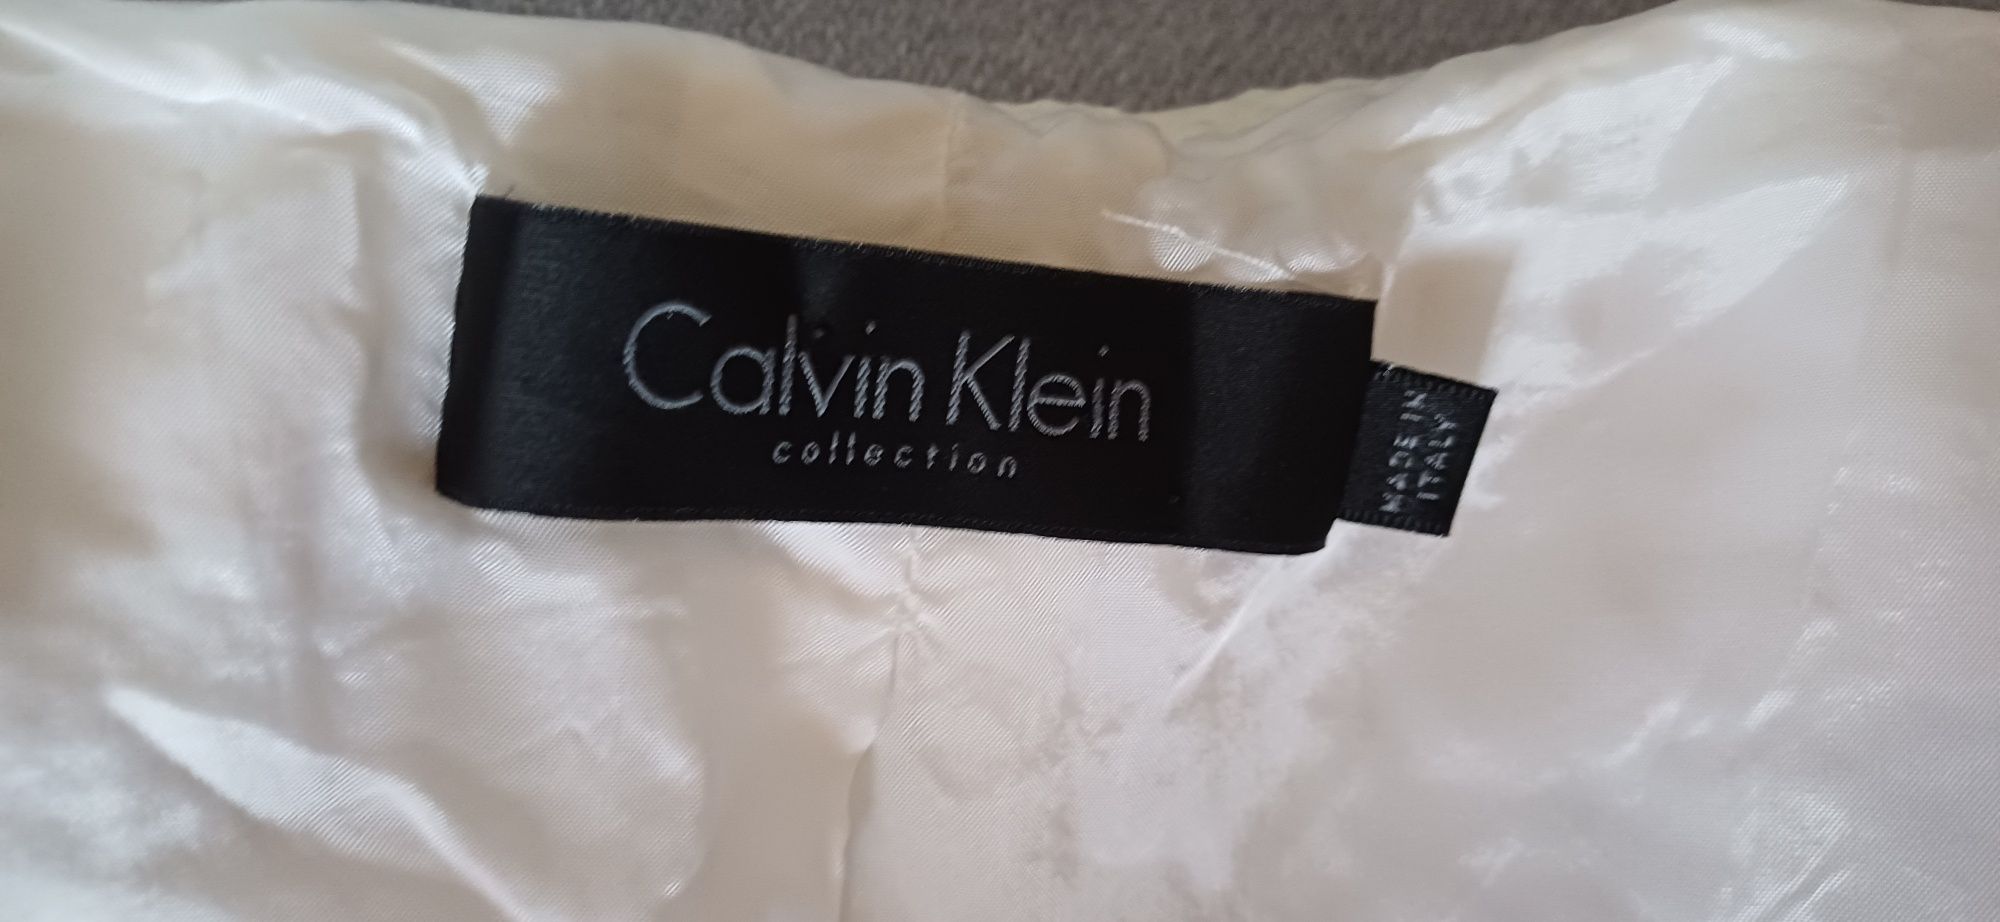 Calvin Klein
collection
MADE IN
ITALY